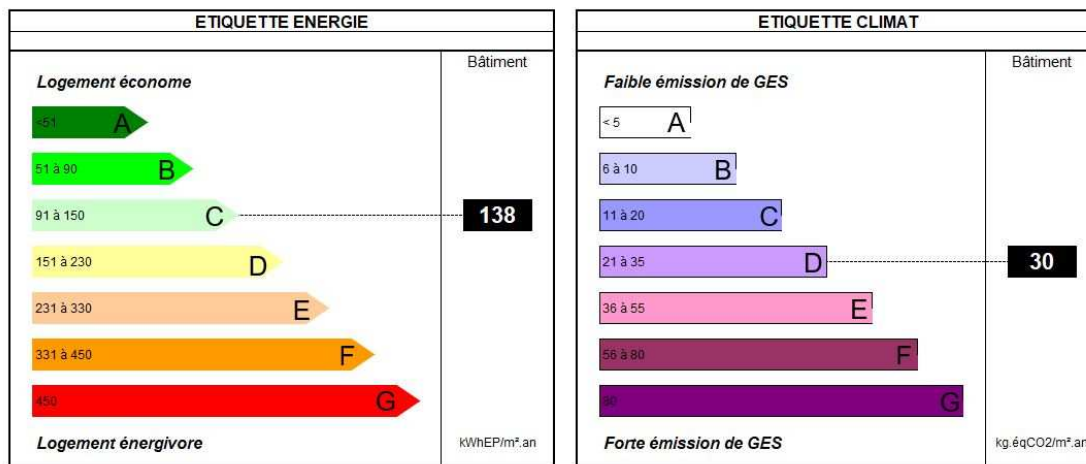 ETIQUETTE ENERGIE
Bâtiment
Logement économe
<51 A
51 à 90 B
91 à 150 C
138
151 à 230 D
231 à 330 E
331 à 450 F
450 G
Logement énergivore
kWhEP/m².an
ETIQUETTE CLIMAT
Bâtiment
Faible émission de GES
< 5 A
6 à 10 B
11 à 20 C
21 à 35 D
30
36 à 55 E
56 à 80 F
80 G
Forte émission de GES
kg.éqCO2/m².an